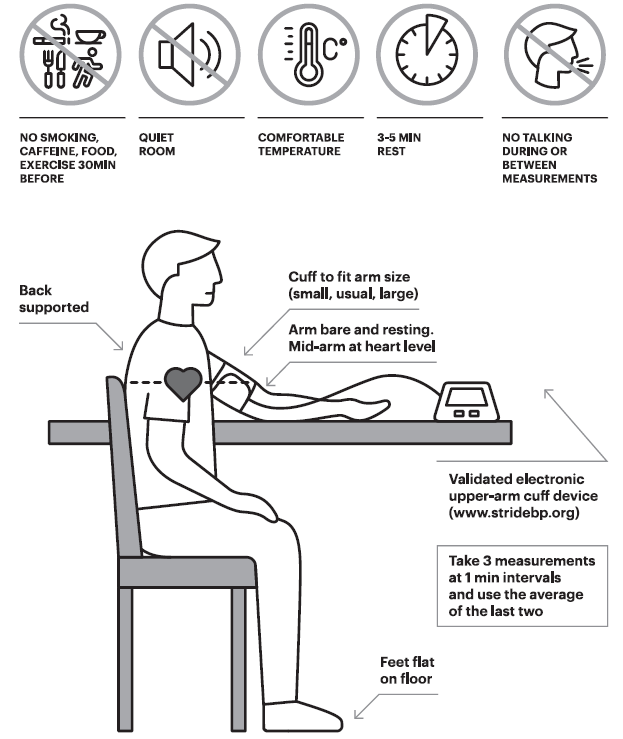 C°
NO SMOKING,
CAFFEINE, FOOD,
EXERCISE 30MIN
BEFORE
QUIET
ROOM
COMFORTABLE
TEMPERATURE
3-5 MIN
REST
NO TALKING
DURING OR
BETWEEN
MEASUREMENTS
Back
supported
Cuff to fit arm size
(small, usual, large)
Arm bare and resting.
Mid-arm at heart level
Validated electronic
upper-arm cuff device
(www.stridebp.org)
Take 3 measurements
at 1 min intervals
and use the average
of the last two
Feet flat
on floor